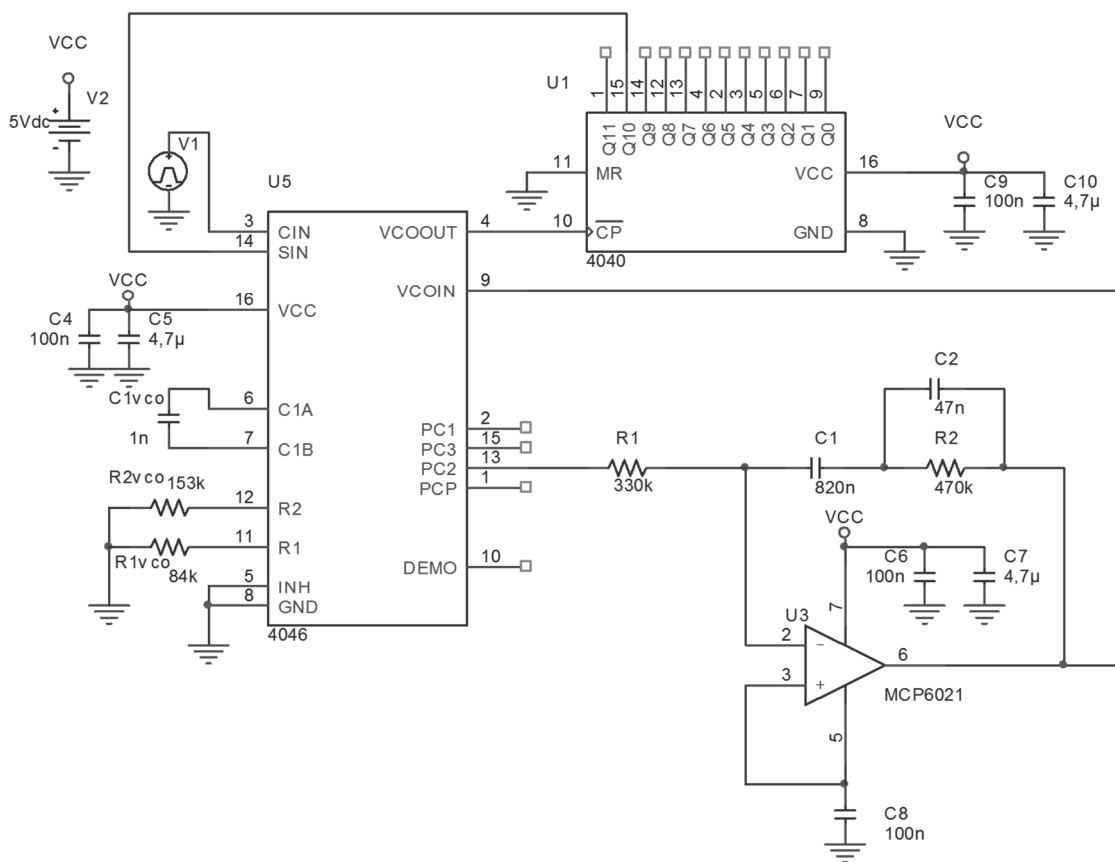 VCC
V2
5Vdc
+
-
V1
+
-
U1
1
15
14
12
13
4
2
3
5
6
7
9
Q11
Q10
Q9
Q8
Q7
Q6
Q5
Q4
Q3
Q2
Q1
Q0
11
MR
VCC
16
10
CP
GND
8
4040
VCC
C9
100n
C10
4,7µ
U5
3
CIN
VCOOUT
4
14
SIN
VCOIN
9
VCC
16
VCC
C4
100n
C5
4,7µ
C1vco
1n
6
C1A
7
C1B
PC1
2
PC3
15
PC2
13
PCP
1
R2vco
153k
12
R2
11
R1
R1vco
84k
DEMO
10
5
INH
8
GND
4046
R1
330k
C1
820n
C2
47n
R2
470k
VCC
C6
100n
C7
4,7µ
U3
7
2
−
3
+
6
MCP6021
5
C8
100n